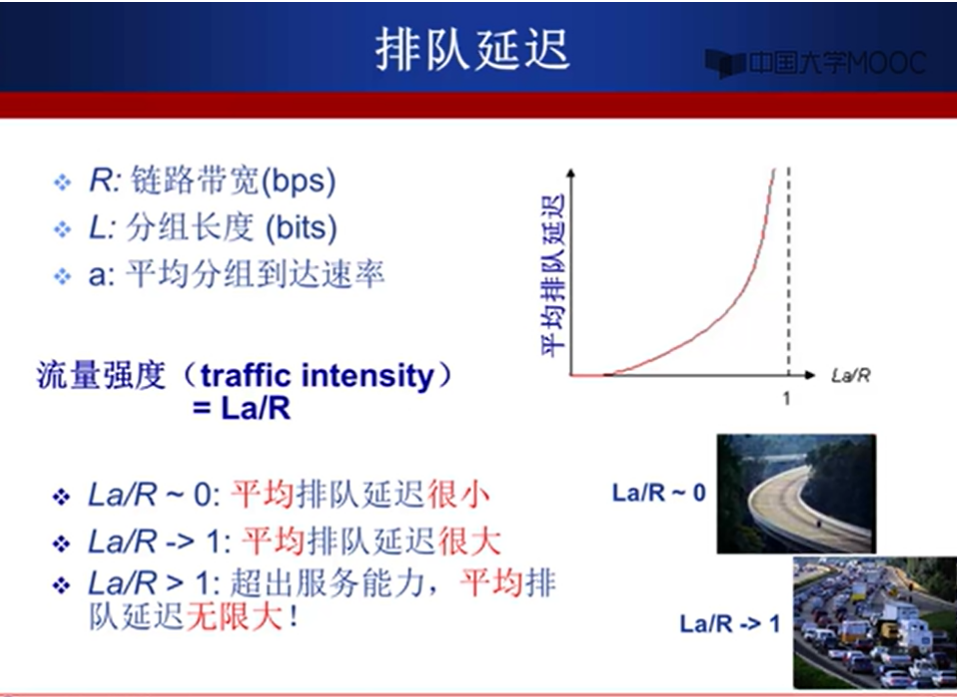 排队延迟
中国大学MOOC
R: 链路带宽(bps)
L: 分组长度 (bits)
a: 平均分组到达速率
平均排队延迟
La/R
1
流量强度（traffic intensity）
= La/R
La/R ~ 0: 平均排队延迟很小
La/R -> 1: 平均排队延迟很大
La/R > 1: 超出服务能力，平均排
队延迟无限大！
La/R ~ 0
La/R -> 1